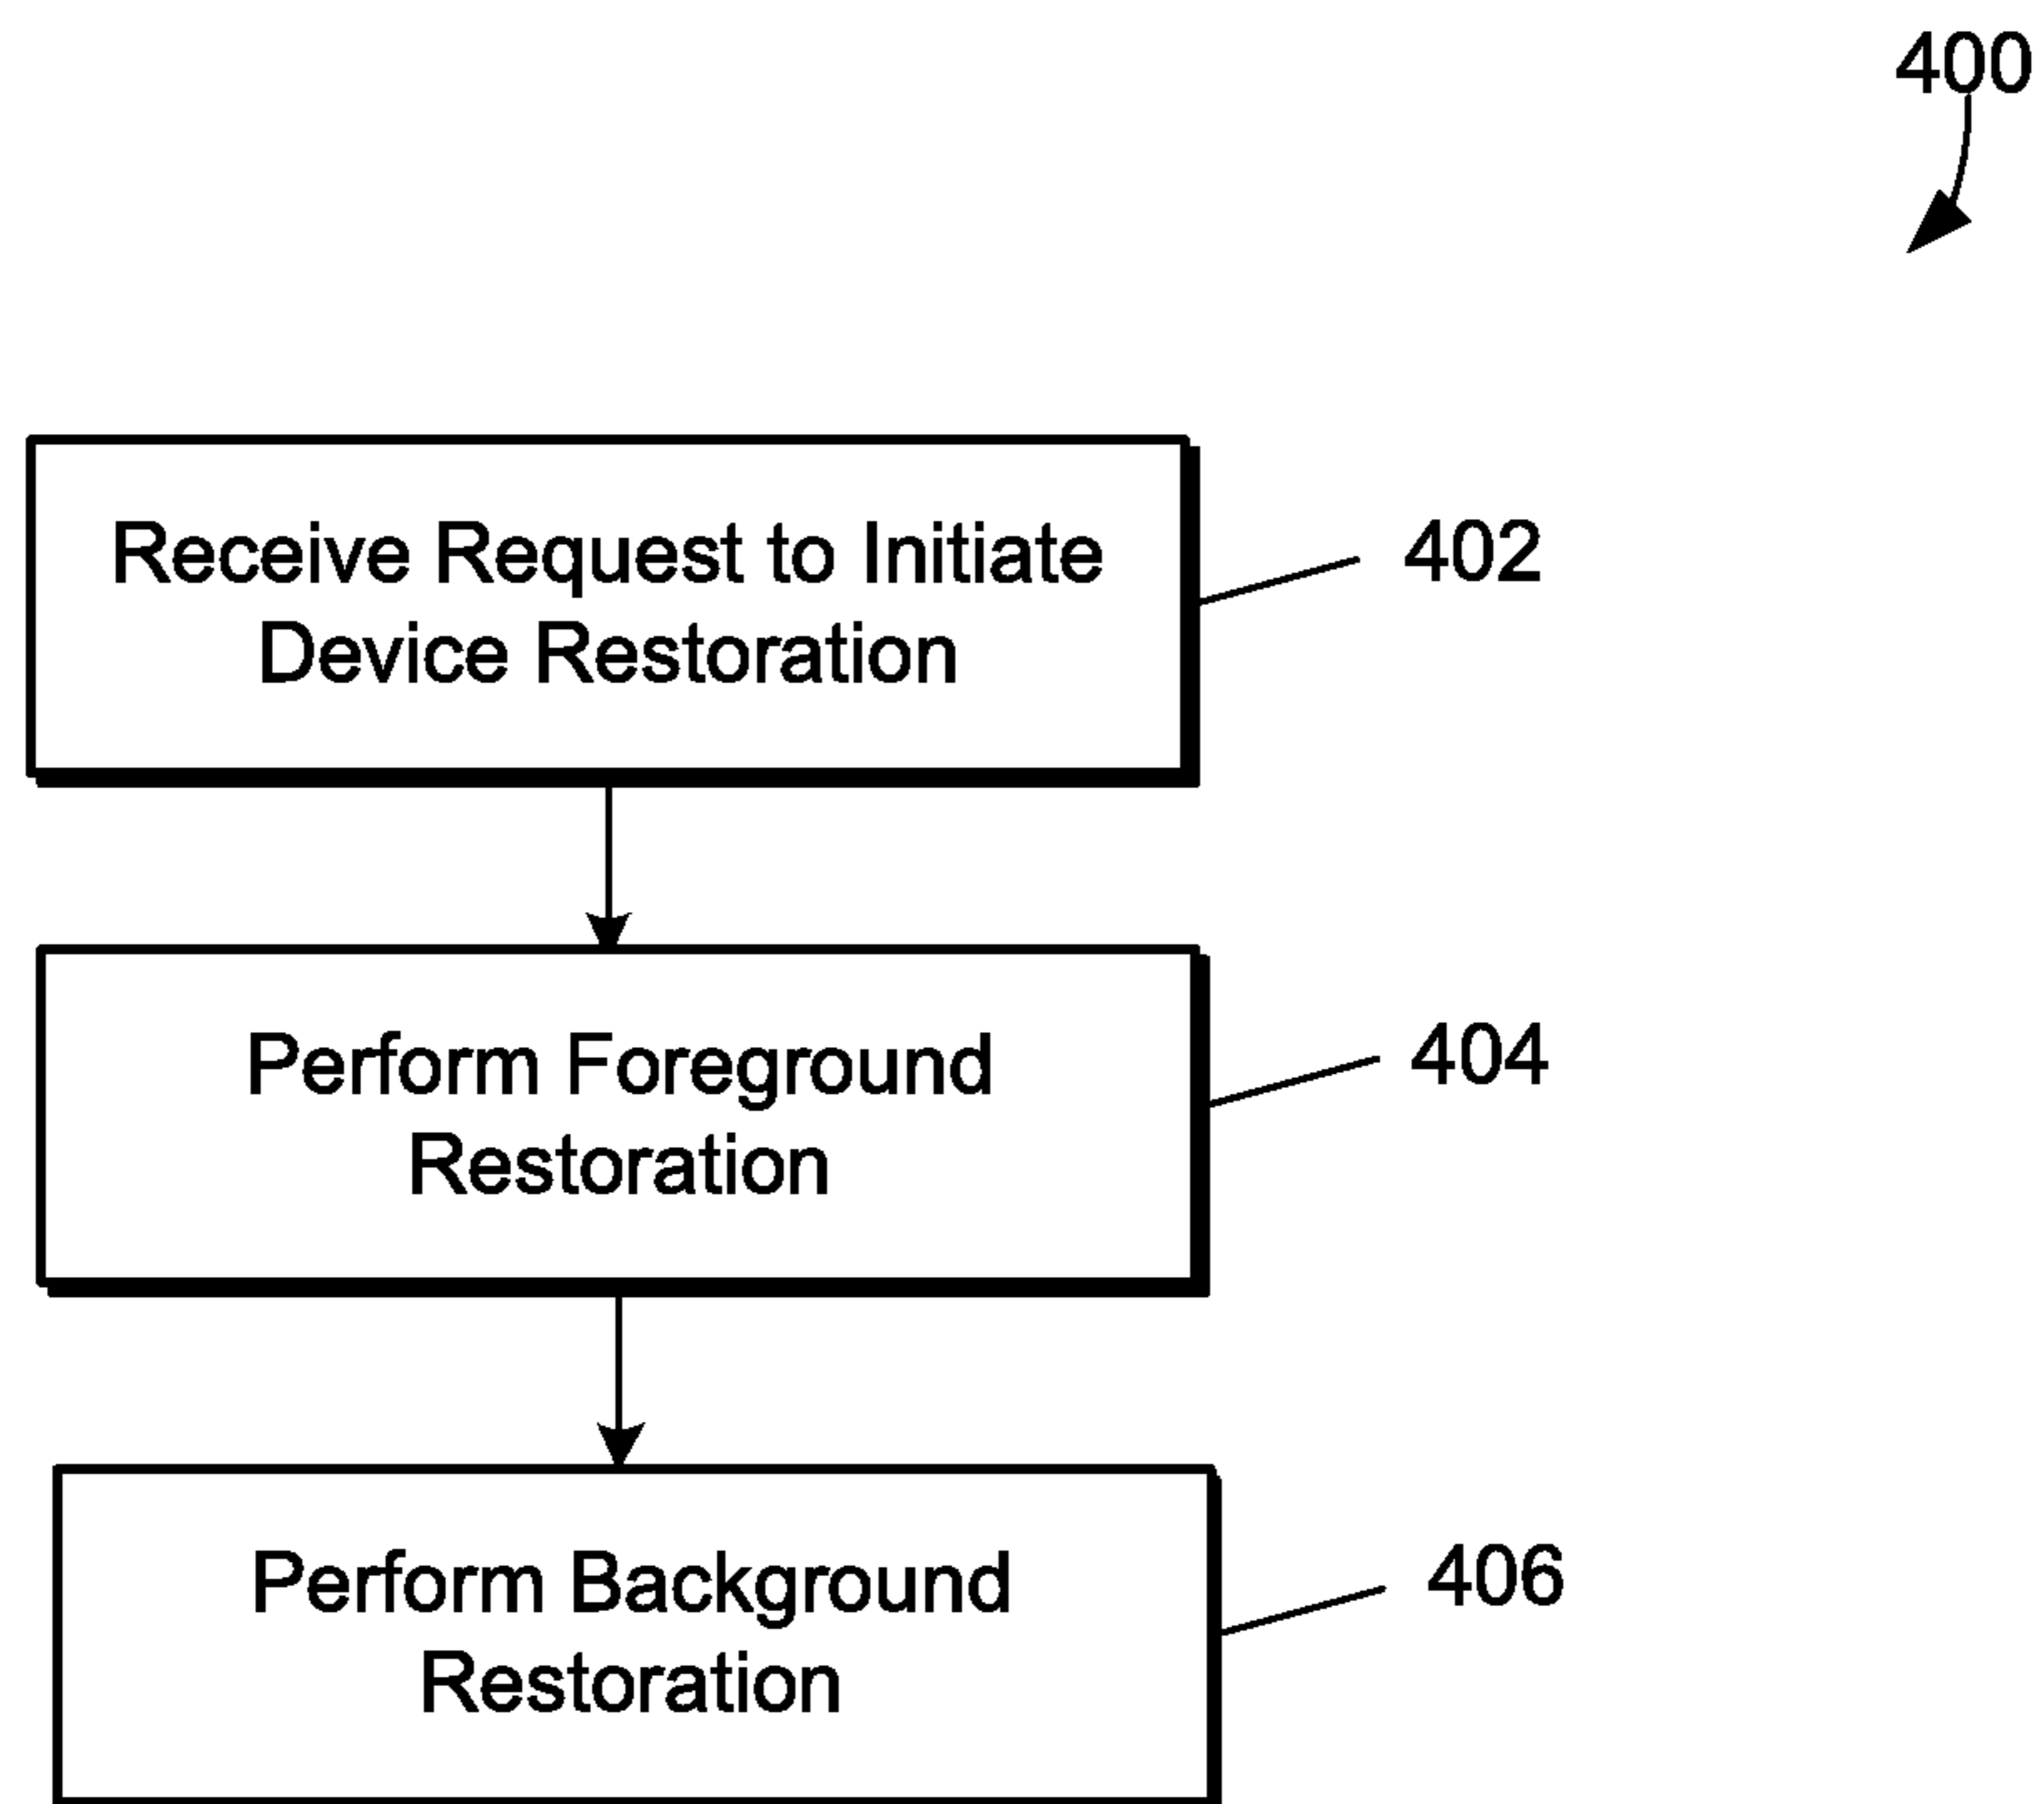 400
Receive Request to Initiate
Device Restoration
402
Perform Foreground
Restoration
404
Perform Background
Restoration
406